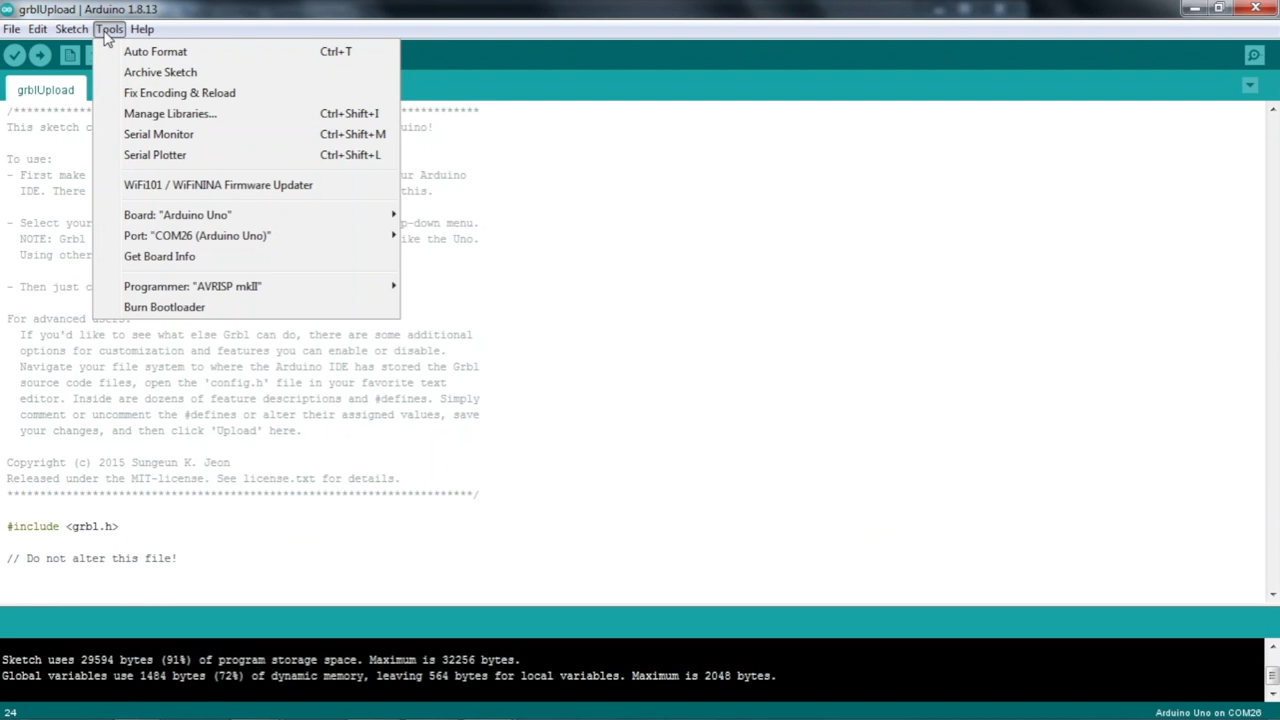 grblUpload | Arduino 1.8.13
File Edit Sketch Tools Help
Auto Format Ctrl+T
Archive Sketch
Fix Encoding & Reload
Manage Libraries... Ctrl+Shift+I
Serial Monitor Ctrl+Shift+M
Serial Plotter Ctrl+Shift+L
WiFi101 / WiFiNINA Firmware Updater
Board: "Arduino Uno"
Port: "COM26 (Arduino Uno)"
Get Board Info
Programmer: "AVRISP mkII"
Burn Bootloader
grblUpload
/***************************
This sketch c uino!
To use:
- First make ur Arduino
IDE. There this.
- Select your p-down menu.
NOTE: Grbl ike the Uno.
Using other
- Then just c
For advanced users:
If you'd like to see what else Grbl can do, there are some additional
options for customization and features you can enable or disable.
Navigate your file system to where the Arduino IDE has stored the Grbl
source code files, open the 'config.h' file in your favorite text
editor. Inside are dozens of feature descriptions and #defines. Simply
comment or uncomment the #defines or alter their assigned values, save
your changes, and then click 'Upload' here.
Copyright (c) 2015 Sungeun K. Jeon
Released under the MIT-license. See license.txt for details.
*************************************************************************/
#include <grbl.h>
// Do not alter this file!
Sketch uses 29594 bytes (91%) of program storage space. Maximum is 32256 bytes.
Global variables use 1484 bytes (72%) of dynamic memory, leaving 564 bytes for local variables. Maximum is 2048 bytes.
24 Arduino Uno on COM26